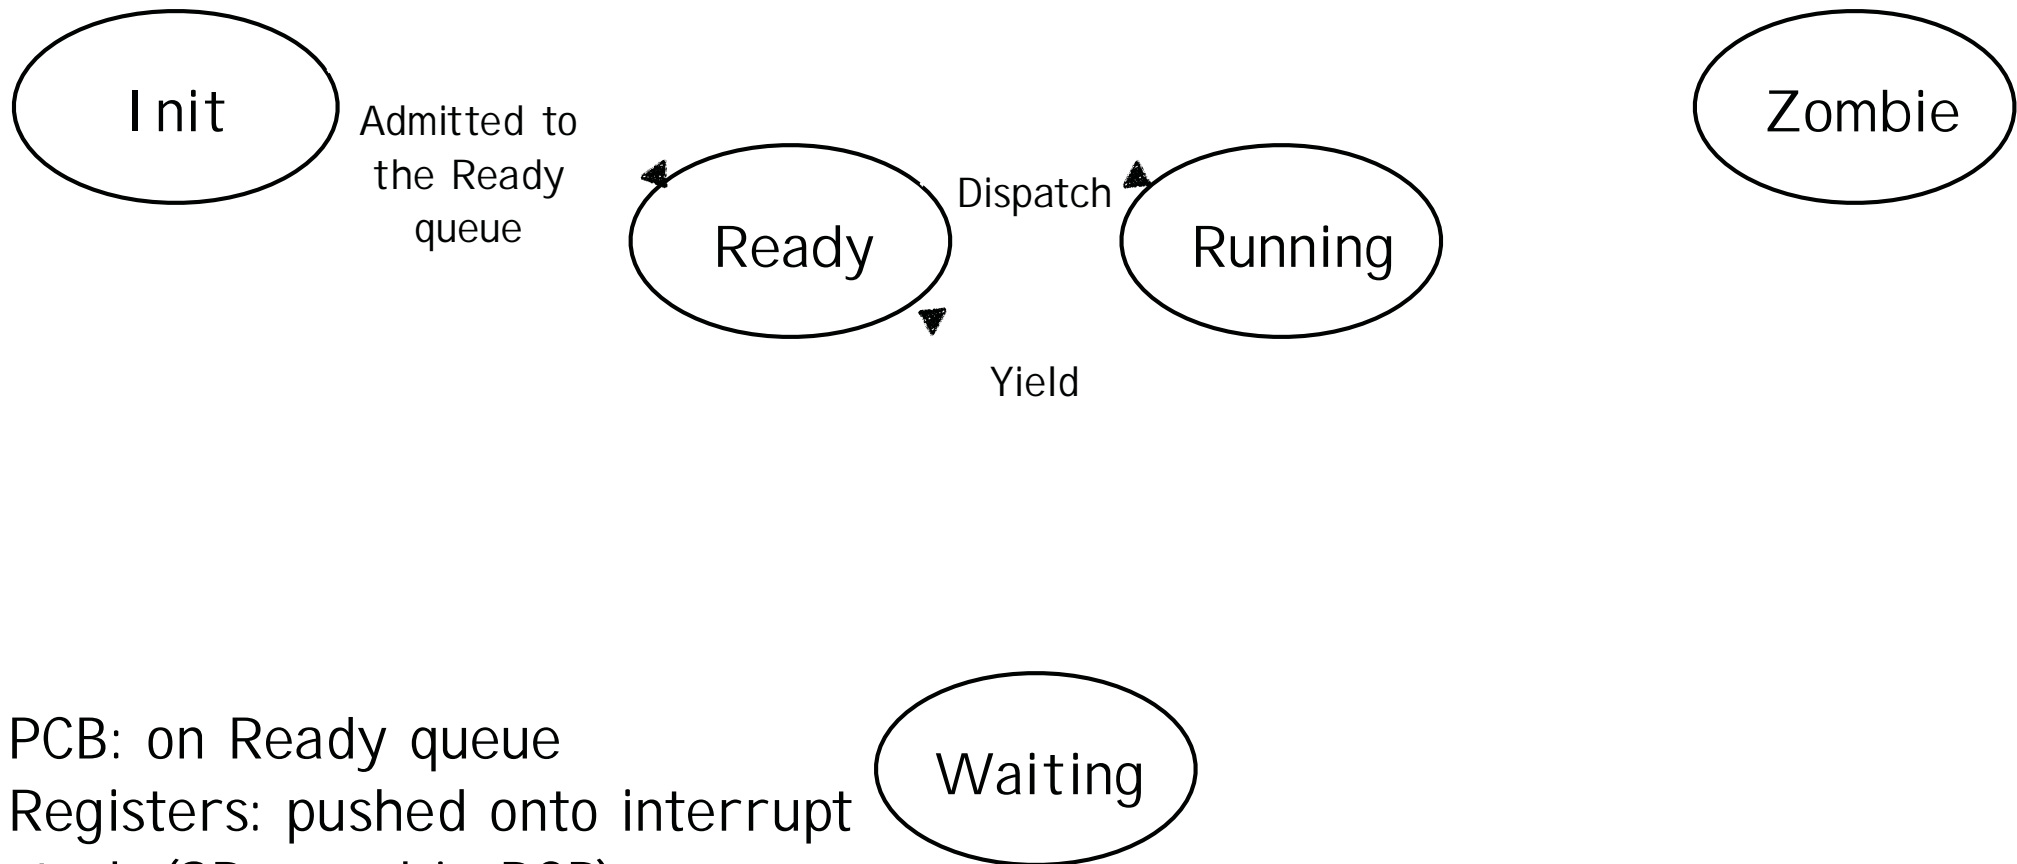 Init
Zombie
Admitted to
the Ready
queue
Dispatch
Ready
Running
Yield
PCB: on Ready queue
Waiting
Registers: pushed onto interrupt